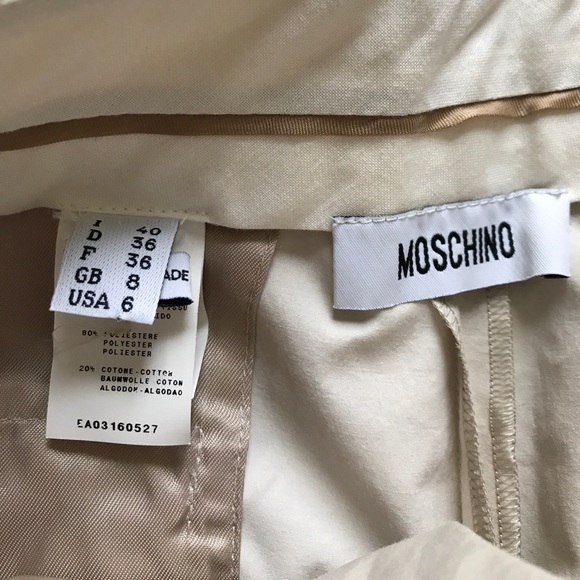 I 40
D 36
F 36
GB 8
USA 6
ADE
80% POLIESTERE
POLYESTER
POLIESTER
20% COTONE-COTTON
BAUMWOLLE COTON
ALGODON-ALGODAO
EA03160527
MOSCHINO